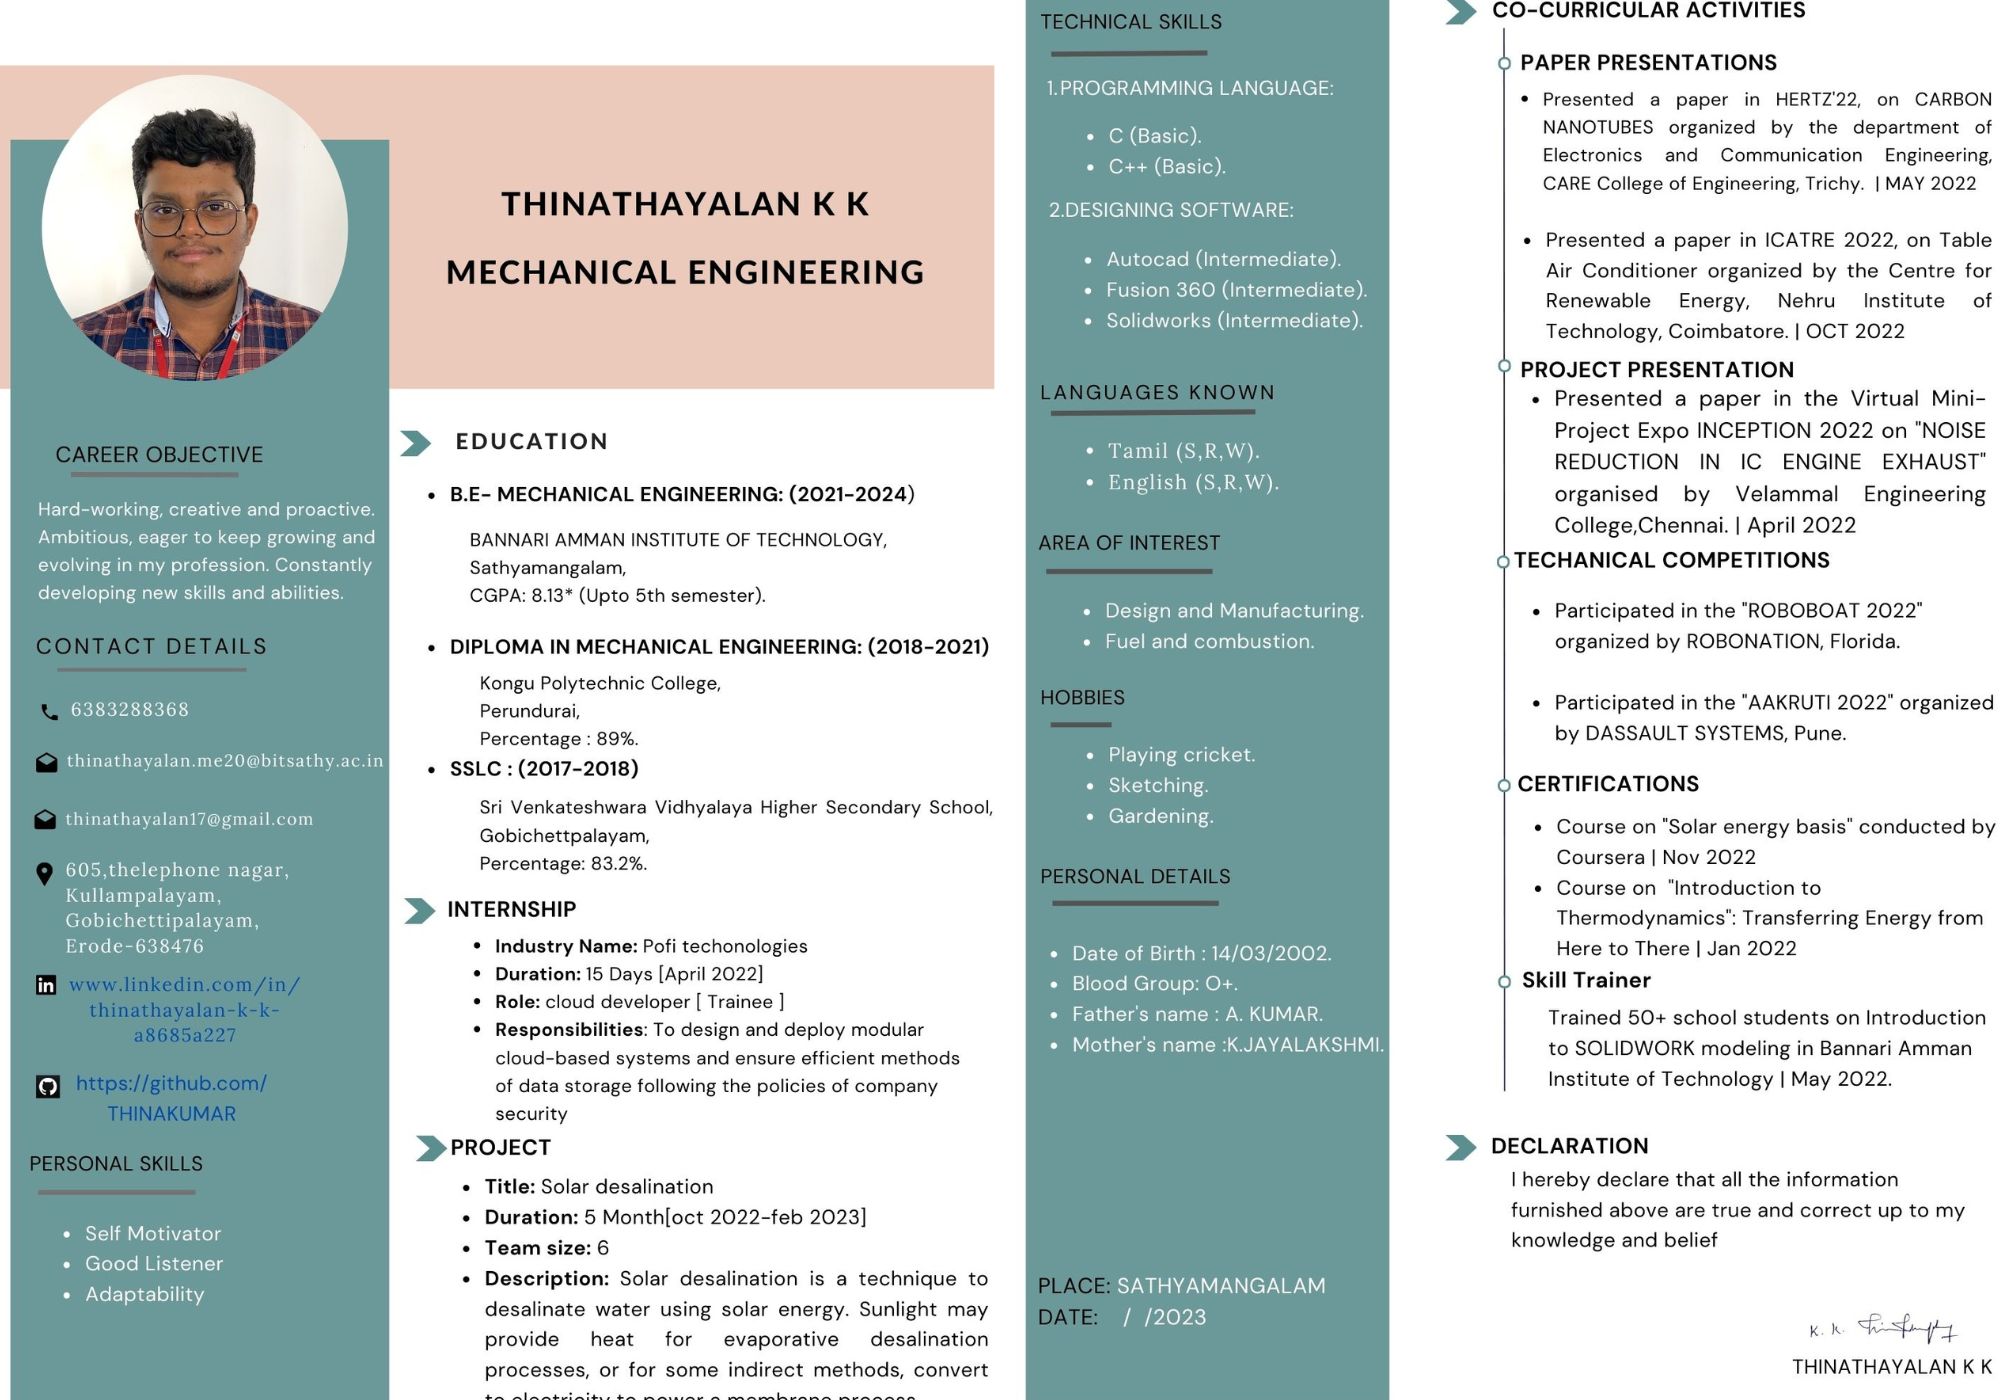 THINATHAYALAN K K
MECHANICAL ENGINEERING
CAREER OBJECTIVE
Hard-working, creative and proactive.
Ambitious, eager to keep growing and
evolving in my profession. Constantly
developing new skills and abilities.
CONTACT DETAILS
6383288368
thinathayalan.me20@bitsathy.ac.in
thinathayalan17@gmail.com
605,thelephone nagar,
Kullampalayam,
Gobichettipalayam,
Erode-638476
www.linkedin.com/in/
thinathayalan-k-k-
a8685a227
https://github.com/
THINAKUMAR
PERSONAL SKILLS
• Self Motivator
• Good Listener
• Adaptability
EDUCATION
• B.E- MECHANICAL ENGINEERING: (2021-2024)
BANNARI AMMAN INSTITUTE OF TECHNOLOGY,
Sathyamangalam,
CGPA: 8.13* (Upto 5th semester).
• DIPLOMA IN MECHANICAL ENGINEERING: (2018-2021)
Kongu Polytechnic College,
Perundurai,
Percentage : 89%.
• SSLC : (2017-2018)
Sri Venkateshwara Vidhyalaya Higher Secondary School,
Gobichettpalayam,
Percentage: 83.2%.
INTERNSHIP
• Industry Name: Pofi techonologies
• Duration: 15 Days [April 2022]
• Role: cloud developer [ Trainee ]
• Responsibilities: To design and deploy modular
cloud-based systems and ensure efficient methods
of data storage following the policies of company
security
PROJECT
• Title: Solar desalination
• Duration: 5 Month[oct 2022-feb 2023]
• Team size: 6
• Description: Solar desalination is a technique to
desalinate water using solar energy. Sunlight may
provide heat for evaporative desalination
processes, or for some indirect methods, convert
to electricity to power a membrane process.
TECHNICAL SKILLS
1.PROGRAMMING LANGUAGE:
• C (Basic).
• C++ (Basic).
2.DESIGNING SOFTWARE:
• Autocad (Intermediate).
• Fusion 360 (Intermediate).
• Solidworks (Intermediate).
LANGUAGES KNOWN
• Tamil (S,R,W).
• English (S,R,W).
AREA OF INTEREST
• Design and Manufacturing.
• Fuel and combustion.
HOBBIES
• Playing cricket.
• Sketching.
• Gardening.
PERSONAL DETAILS
• Date of Birth : 14/03/2002.
• Blood Group: O+.
• Father's name : A. KUMAR.
• Mother's name :K.JAYALAKSHMI.
PLACE: SATHYAMANGALAM
DATE: / /2023
CO-CURRICULAR ACTIVITIES
PAPER PRESENTATIONS
• Presented a paper in HERTZ'22, on CARBON
NANOTUBES organized by the department of
Electronics and Communication Engineering,
CARE College of Engineering, Trichy. | MAY 2022
• Presented a paper in ICATRE 2022, on Table
Air Conditioner organized by the Centre for
Renewable Energy, Nehru Institute of
Technology, Coimbatore. | OCT 2022
PROJECT PRESENTATION
• Presented a paper in the Virtual Mini-
Project Expo INCEPTION 2022 on "NOISE
REDUCTION IN IC ENGINE EXHAUST"
organised by Velammal Engineering
College,Chennai. | April 2022
TECHANICAL COMPETITIONS
• Participated in the "ROBOBOAT 2022"
organized by ROBONATION, Florida.
• Participated in the "AAKRUTI 2022" organized
by DASSAULT SYSTEMS, Pune.
CERTIFICATIONS
• Course on "Solar energy basis" conducted by
Coursera | Nov 2022
• Course on "Introduction to
Thermodynamics": Transferring Energy from
Here to There | Jan 2022
Skill Trainer
Trained 50+ school students on Introduction
to SOLIDWORK modeling in Bannari Amman
Institute of Technology | May 2022.
DECLARATION
I hereby declare that all the information
furnished above are true and correct up to my
knowledge and belief
K. K.
THINATHAYALAN K K